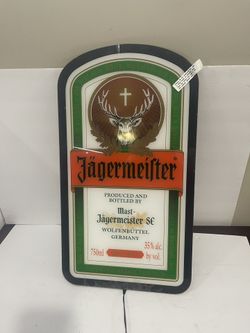 Jägermeister
PRODUCED AND
BOTTLED BY
Mast-
Jägermeister SE
WOLFENBÜTTEL
GERMANY
750ml
35% alc.
by vol.